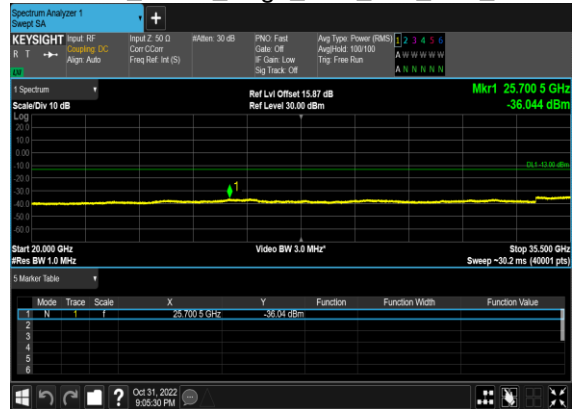 Spectrum Analyzer 1
Swept SA
+
KEYSIGHT Input: RF Input Z: 50 Ω #Atten: 30 dB PNO: Fast Avg Type: Power (RMS) 1 2 3 4 5 6
R T Coupling: DC Corr CCorr Gate: Off Avg|Hold: 100/100 A W W W W W
Align: Auto Freq Ref: Int (S) IF Gain: Low Trig: Free Run
Sig Track: Off A N N N N N
1 Spectrum Ref Lvl Offset 15.87 dB Mkr1 25.700 5 GHz
Scale/Div 10 dB Ref Level 30.00 dBm -36.044 dBm
Log
20.0
10.0
0.00
-10.0
DL1 -13.00 dBm
-20.0
-30.0
1
-40.0
-50.0
-60.0
Start 20.000 GHz Video BW 3.0 MHz* Stop 35.500 GHz
#Res BW 1.0 MHz Sweep ~30.2 ms (40001 pts)
5 Marker Table
Mode Trace Scale X Y Function Function Width Function Value
1 N 1 f 25.700 5 GHz -36.04 dBm
2
3
4
5
6
? Oct 31, 2022
9:05:30 PM